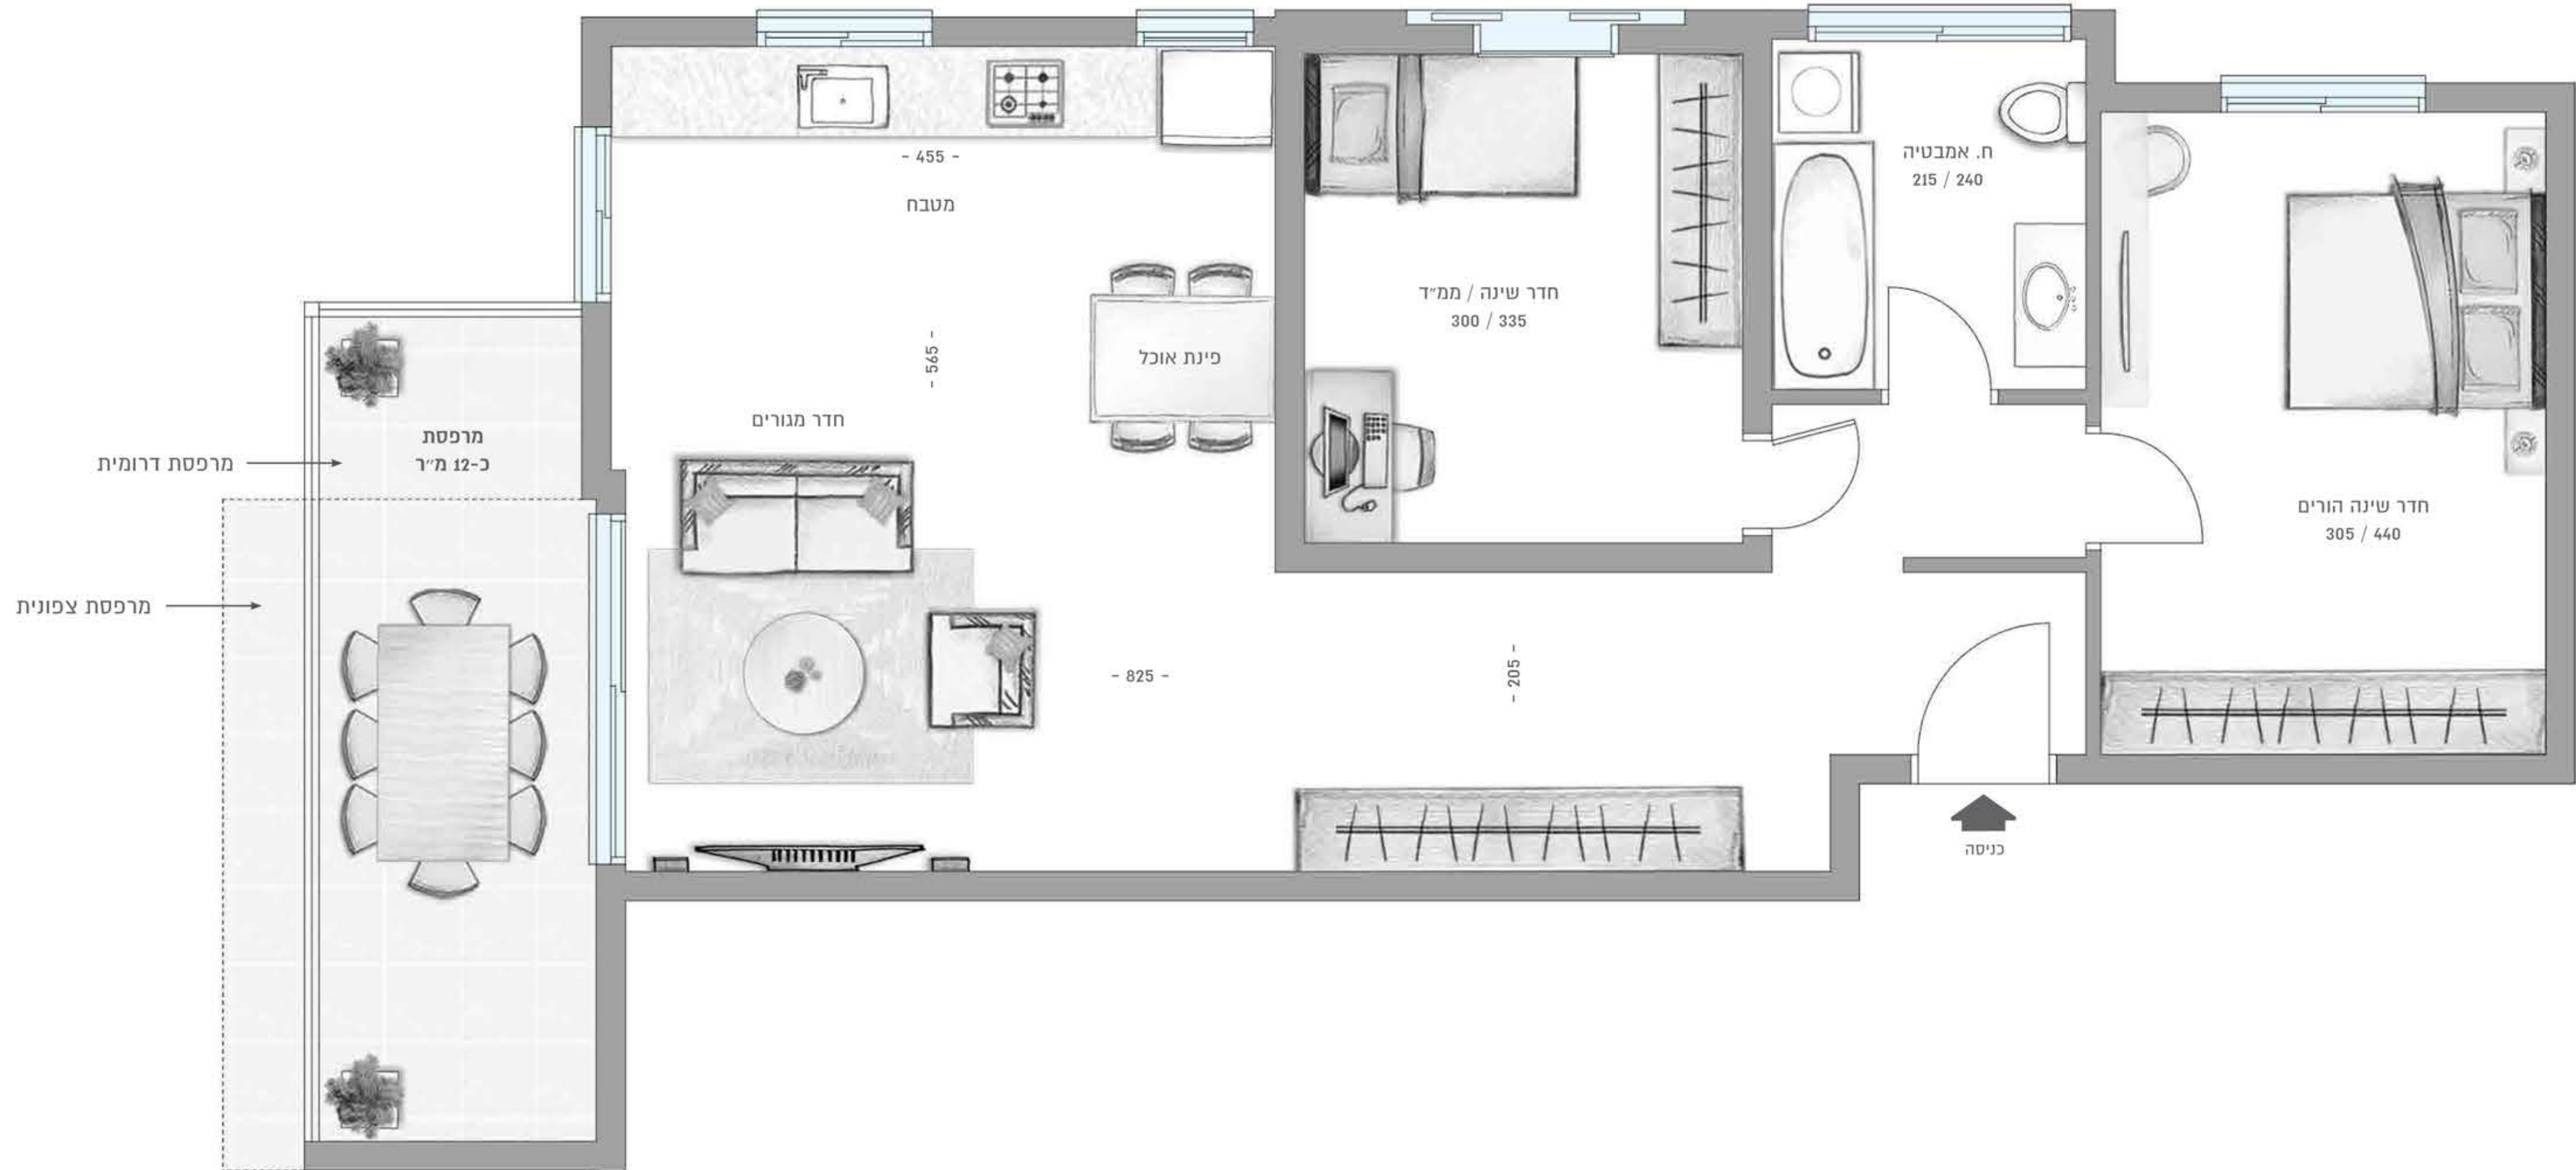 - 455 -
מטבח
ח. אמבטיה
215 / 240
חדר שינה / ממ״ד
300 / 335
- 565 -
פינת אוכל
חדר מגורים
מרפסת
כ-12 מ״ר
מרפסת דרומית
חדר שינה הורים
305 / 440
מרפסת צפונית
- 825 -
- 205 -
כניסה